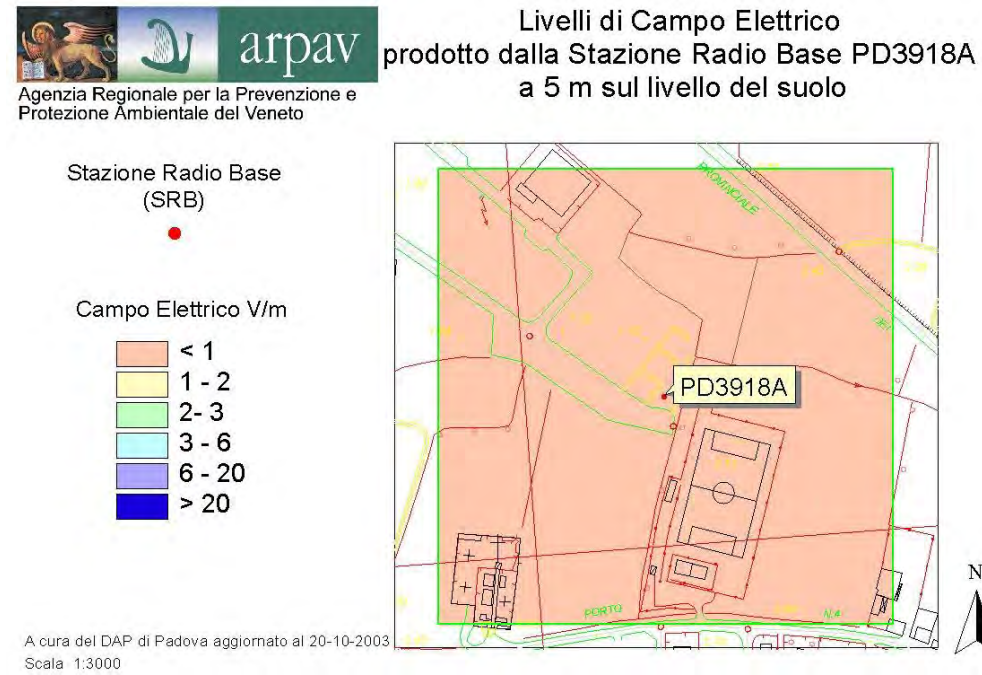 arpav
Agenzia Regionale per la Prevenzione e
Protezione Ambientale del Veneto
Livelli di Campo Elettrico
prodotto dalla Stazione Radio Base PD3918A
a 5 m sul livello del suolo
Stazione Radio Base
(SRB)
Campo Elettrico V/m
< 1
1 - 2
2- 3
3 - 6
6 - 20
> 20
PROVINCIALE
DEI
PD3918A
PORTO
N.4
N
A cura del DAP di Padova aggiornato al 20-10-2003
Scala 1:3000